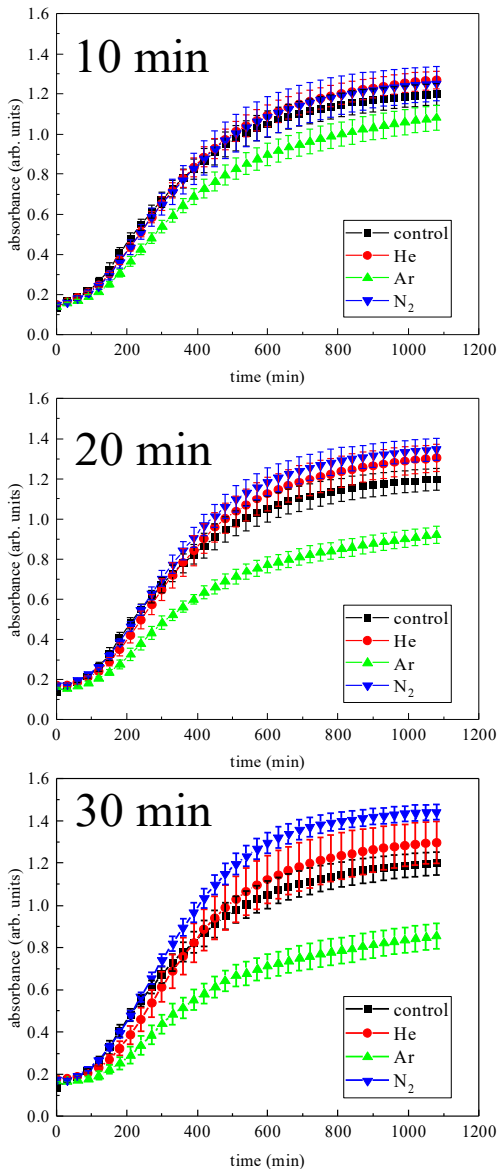 10 min
1.6
1.4
1.2
1.0
0.8
0.6
0.4
0.2
0.0
absorbance (arb. units)
control
He
Ar
N₂
0 200 400 600 800 1000 1200
time (min)
20 min
1.6
1.4
1.2
1.0
0.8
0.6
0.4
0.2
0.0
absorbance (arb. units)
control
He
Ar
N₂
0 200 400 600 800 1000 1200
time (min)
30 min
1.6
1.4
1.2
1.0
0.8
0.6
0.4
0.2
0.0
absorbance (arb. units)
control
He
Ar
N₂
0 200 400 600 800 1000 1200
time (min)